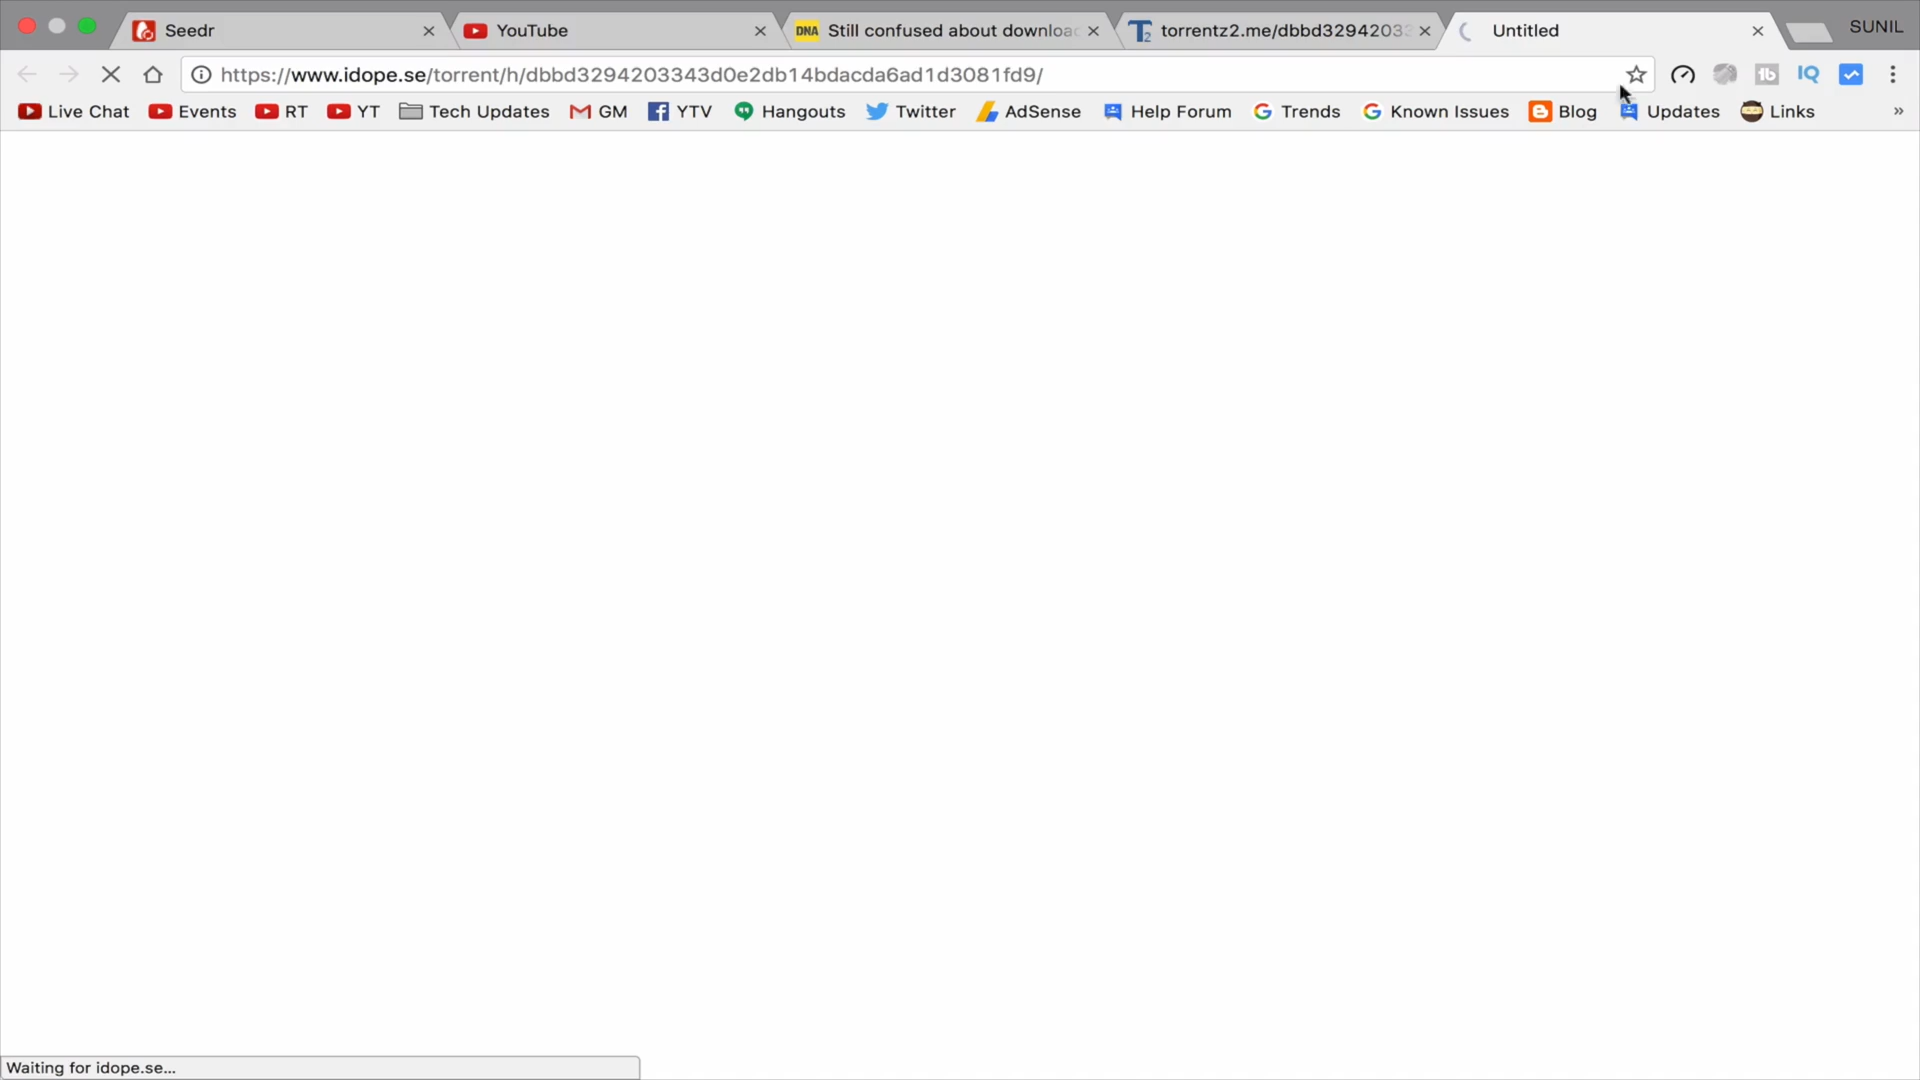 Seedr
YouTube
DNA Still confused about downloa
torrentz2.me/dbbd32942033
Untitled
SUNIL
https://www.idope.se/torrent/h/dbbd3294203343d0e2db14bdacda6ad1d3081fd9/
Live Chat Events RT YT Tech Updates GM YTV Hangouts Twitter AdSense Help Forum Trends Known Issues Blog Updates Links »
Waiting for idope.se...